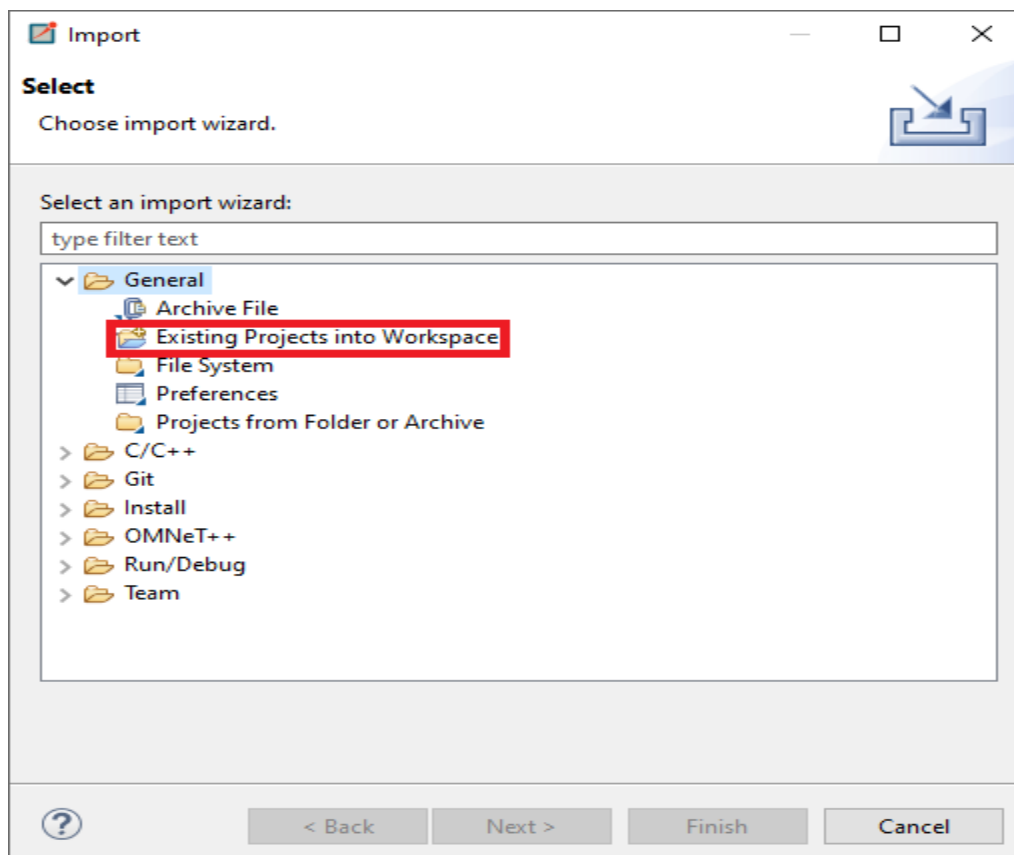 Import
Select
Choose import wizard.
Select an import wizard:
type filter text
General
Archive File
Existing Projects into Workspace
File System
Preferences
Projects from Folder or Archive
C/C++
Git
Install
OMNeT++
Run/Debug
Team
?
< Back Next > Finish Cancel